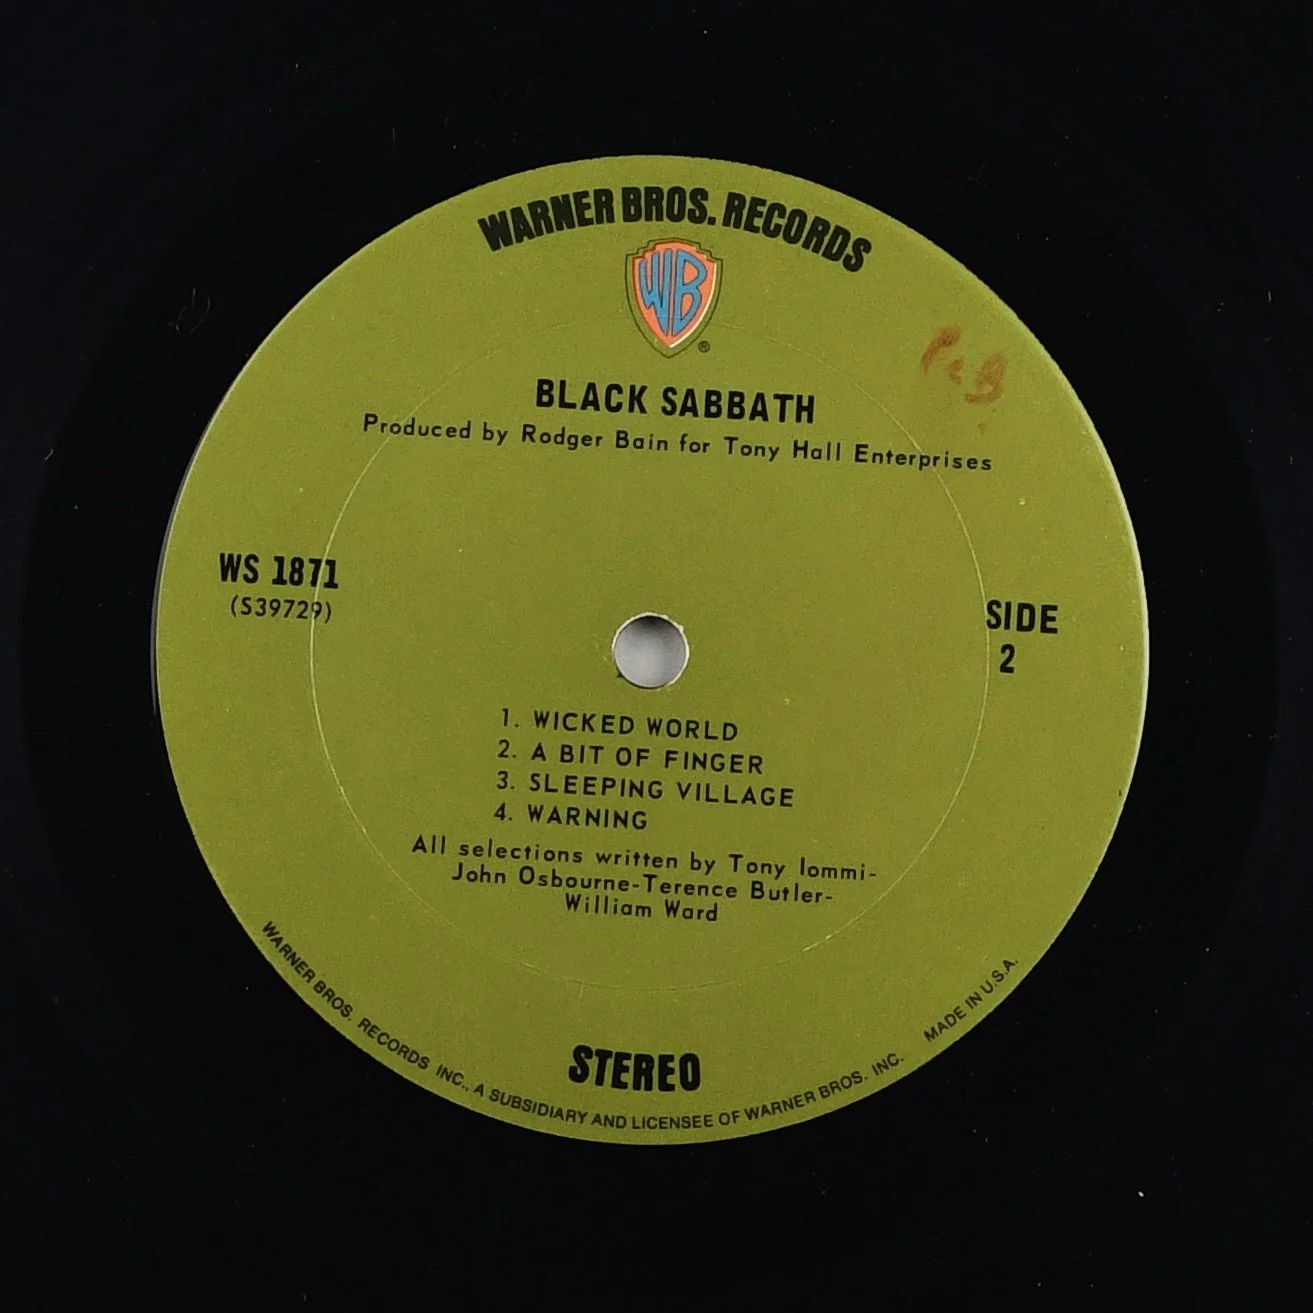 WARNER BROS. RECORDS
WB
®
BLACK SABBATH
Produced by Rodger Bain for Tony Hall Enterprises
WS 1871
(S39729)
SIDE
2
1. WICKED WORLD
2. A BIT OF FINGER
3. SLEEPING VILLAGE
4. WARNING
All selections written by Tony Iommi-
John Osbourne-Terence Butler-
William Ward
STEREO
WARNER BROS. RECORDS INC., A SUBSIDIARY AND LICENSEE OF WARNER BROS. INC. MADE IN U.S.A.